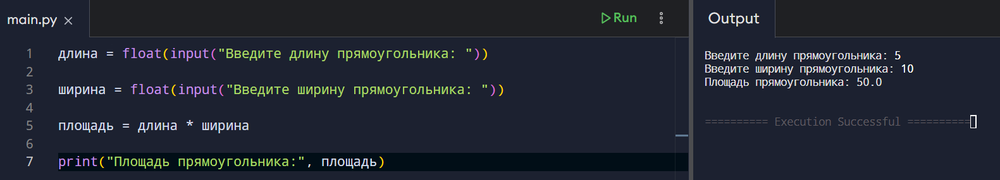 main.py ×
Run
Output
1 длина = float(input("Введите длину прямоугольника: "))
2
3 ширина = float(input("Введите ширину прямоугольника: "))
4
5 площадь = длина * ширина
6
7 print("Площадь прямоугольника:", площадь)
Введите длину прямоугольника: 5
Введите ширину прямоугольника: 10
Площадь прямоугольника: 50.0
========== Execution Successful ==========